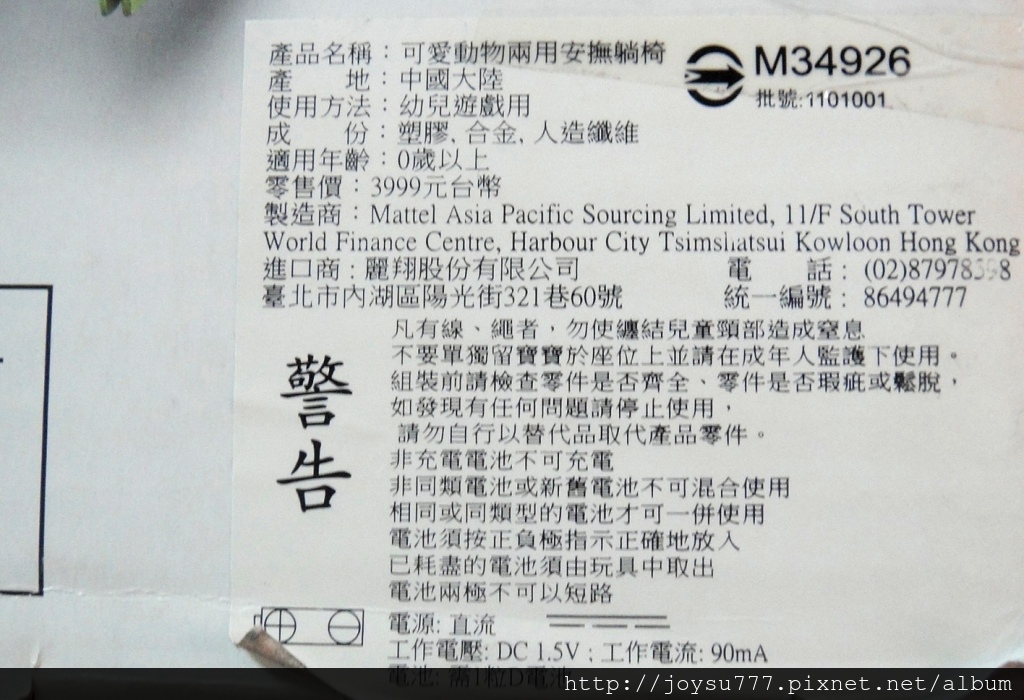 產品名稱：可愛動物兩用安撫躺椅
M34926
產　　地：中國大陸
批號:1101001
使用方法：幼兒遊戲用
成　　份：塑膠, 合金, 人造纖維
適用年齡：0歲以上
零售價：3999元台幣
製造商：Mattel Asia Pacific Sourcing Limited, 11/F South Tower
World Finance Centre, Harbour City Tsimshatsui Kowloon Hong Kong
進口商：麗翔股份有限公司　電　　話：(02)87978
臺北市內湖區陽光街321巷60號　統一編號：86494777
警告
凡有線、繩者，勿使纏結兒童頸部造成窒息
不要單獨留寶寶於座位上並請在成年人監護下使用。
組裝前請檢查零件是否齊全、零件是否瑕疵或鬆脫，
如發現有任何問題請停止使用，
請勿自行以替代品取代產品零件。
非充電電池不可充電
非同類電池或新舊電池不可混合使用
相同或同類型的電池才可一併使用
電池須按正負極指示正確地放入
已耗盡的電池須由玩具中取出
電池兩極不可以短路
電源: 直流
工作電壓: DC 1.5V；工作電流: 90mA
電池: 需1粒D電池
http://joysu777.pixnet.net/album